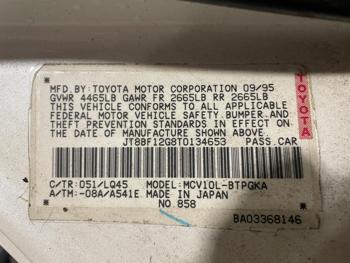 MFD.BY:TOYOTA MOTOR CORPORATION 09/95
GVWR 4465LB GAWR FR 2665LB RR 2665LB
THIS VEHICLE CONFORMS TO ALL APPLICABLE
FEDERAL MOTOR VEHICLE SAFETY,BUMPER,AND
THEFT PREVENTION STANDARDS IN EFFECT ON
THE DATE OF MANUFACTURE SHOWN ABOVE.
JT8BF12G8T0134653 PASS.CAR
TOYOTA
C/TR:051/LQ45 MODEL:MCV10L-BTPGKA
A/TM:-08A/A541E MADE IN JAPAN
NO.858
BA03368146